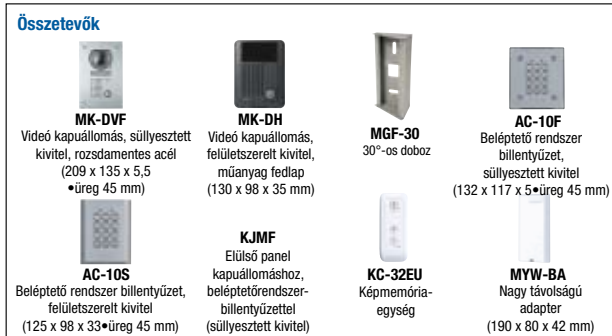 Összetevők
MK-DVF
Videó kapuállomás, süllyesztett
kivitel, rozsdamentes acél
(209 x 135 x 5,5
•üreg 45 mm)
MK-DH
Videó kapuállomás,
felületszerelt kivitel,
műanyag fedlap
(130 x 98 x 35 mm)
MGF-30
30°-os doboz
AC-10F
Beléptető rendszer
billentyűzet,
süllyesztett kivitel
(132 x 117 x 5•üreg 45 mm)
AC-10S
Beléptető rendszer billentyűzet,
felületszerelt kivitel
(125 x 98 x 33•üreg 45 mm)
KJMF
Elülső panel
kapuállomáshoz,
beléptetőrendszer-
billentyűzettel
(süllyesztett kivitel)
KC-32EU
Képmemória-
egység
MYW-BA
Nagy távolságú
adapter
(190 x 80 x 42 mm)